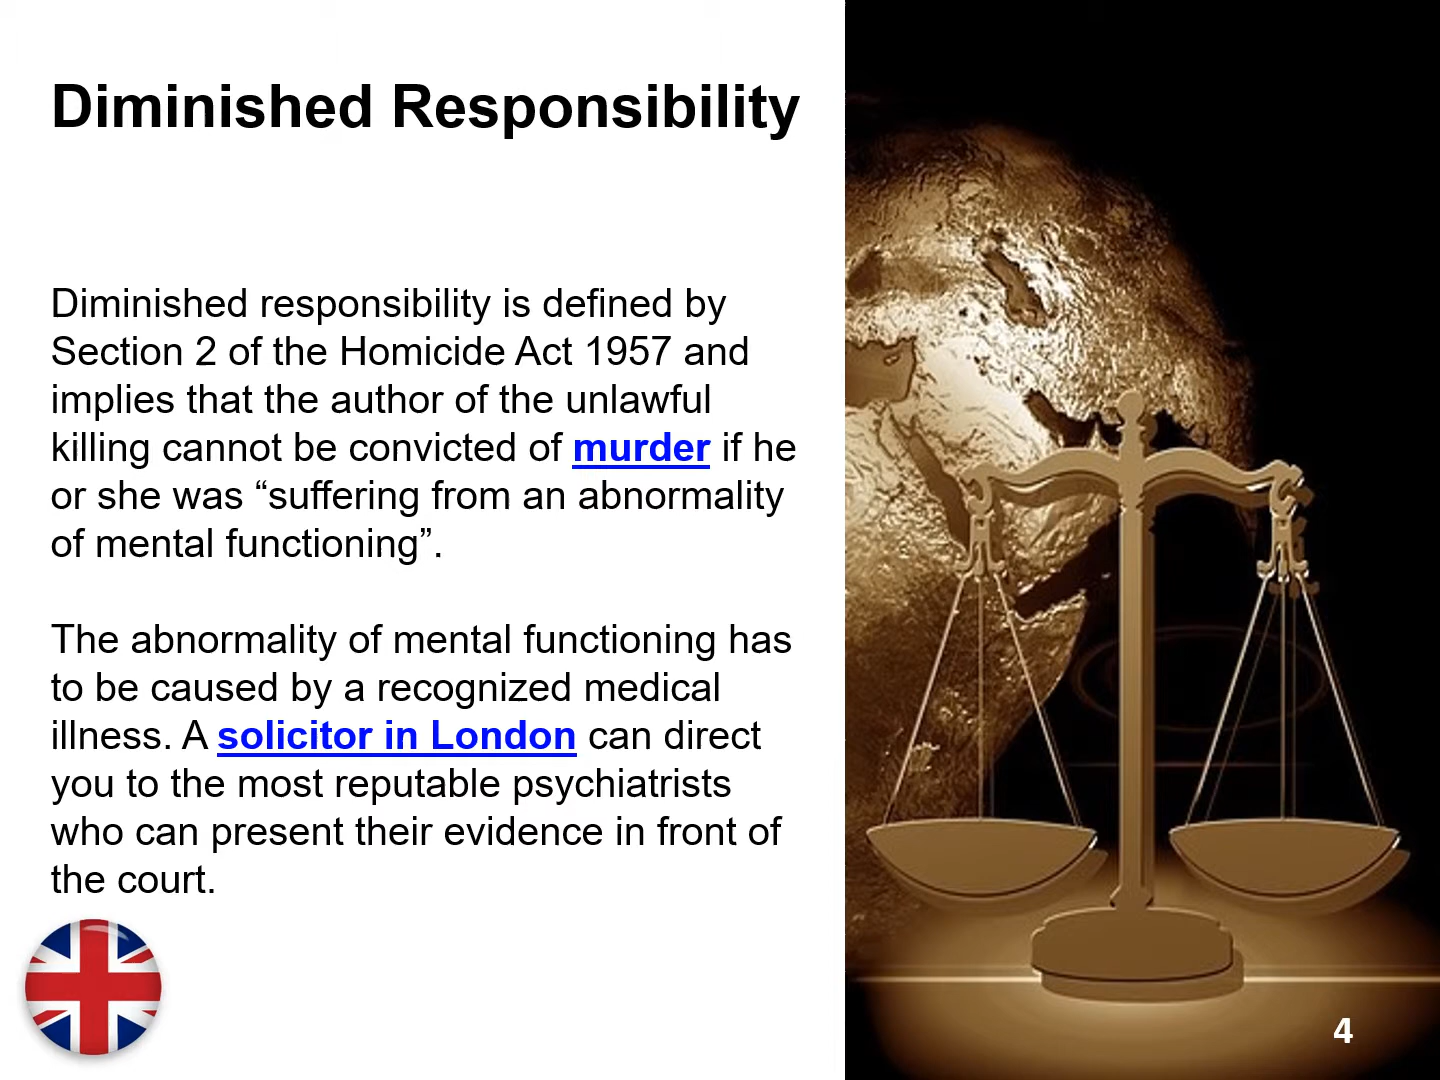 Diminished Responsibility
Diminished responsibility is defined by
Section 2 of the Homicide Act 1957 and
implies that the author of the unlawful
killing cannot be convicted of murder if he
or she was “suffering from an abnormality
of mental functioning”.
The abnormality of mental functioning has
to be caused by a recognized medical
illness. A solicitor in London can direct
you to the most reputable psychiatrists
who can present their evidence in front of
the court.
4